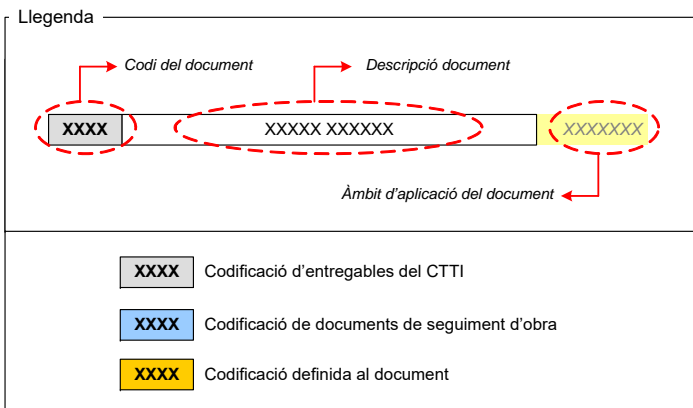 Llegenda
Codi del document
Descripció document
XXXX
XXXXX XXXXXX
XXXXXXX
Àmbit d’aplicació del document
XXXX Codificació d’entregables del CTTI
XXXX Codificació de documents de seguiment d’obra
XXXX Codificació definida al document